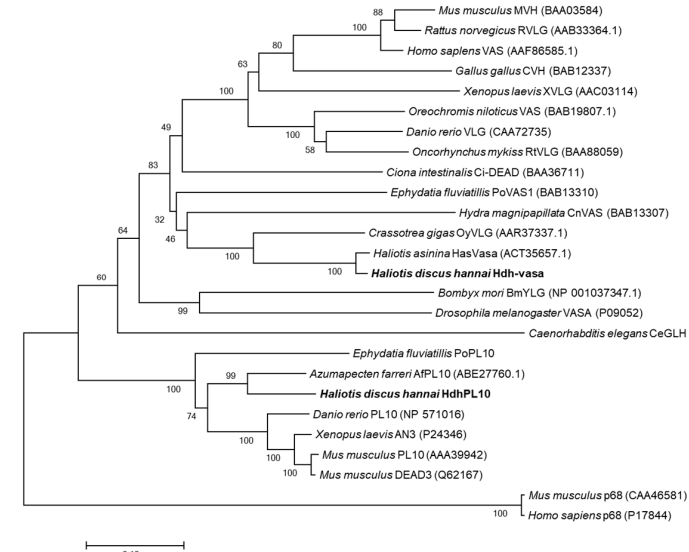 88
Mus musculus MVH (BAA03584)
100
Rattus norvegicus RVLG (AAB33364.1)
80
Homo sapiens VAS (AAF86585.1)
63
Gallus gallus CVH (BAB12337)
Xenopus laevis XVLG (AAC03114)
100
Oreochromis niloticus VAS (BAB19807.1)
49
100
Danio rerio VLG (CAA72735)
58
Oncorhynchus mykiss RtVLG (BAA88059)
83
Ciona intestinalis Ci-DEAD (BAA36711)
Ephydatia fluviatillis PoVAS1 (BAB13310)
32
Hydra magnipapillata CnVAS (BAB13307)
46
Crassotrea gigas OyVLG (AAR37337.1)
64
100
Haliotis asinina HasVasa (ACT35657.1)
100
Haliotis discus hannai Hdh-vasa
60
Bombyx mori BmYLG (NP 001037347.1)
99
Drosophila melanogaster VASA (P09052)
Caenorhabditis elegans CeGLH
Ephydatia fluviatillis PoPL10
99
Azumapecten farreri AfPL10 (ABE27760.1)
100
Haliotis discus hannai HdhPL10
74
Danio rerio PL10 (NP 571016)
100
Xenopus laevis AN3 (P24346)
100
Mus musculus PL10 (AAA39942)
100
Mus musculus DEAD3 (Q62167)
Mus musculus p68 (CAA46581)
100
Homo sapiens p68 (P17844)